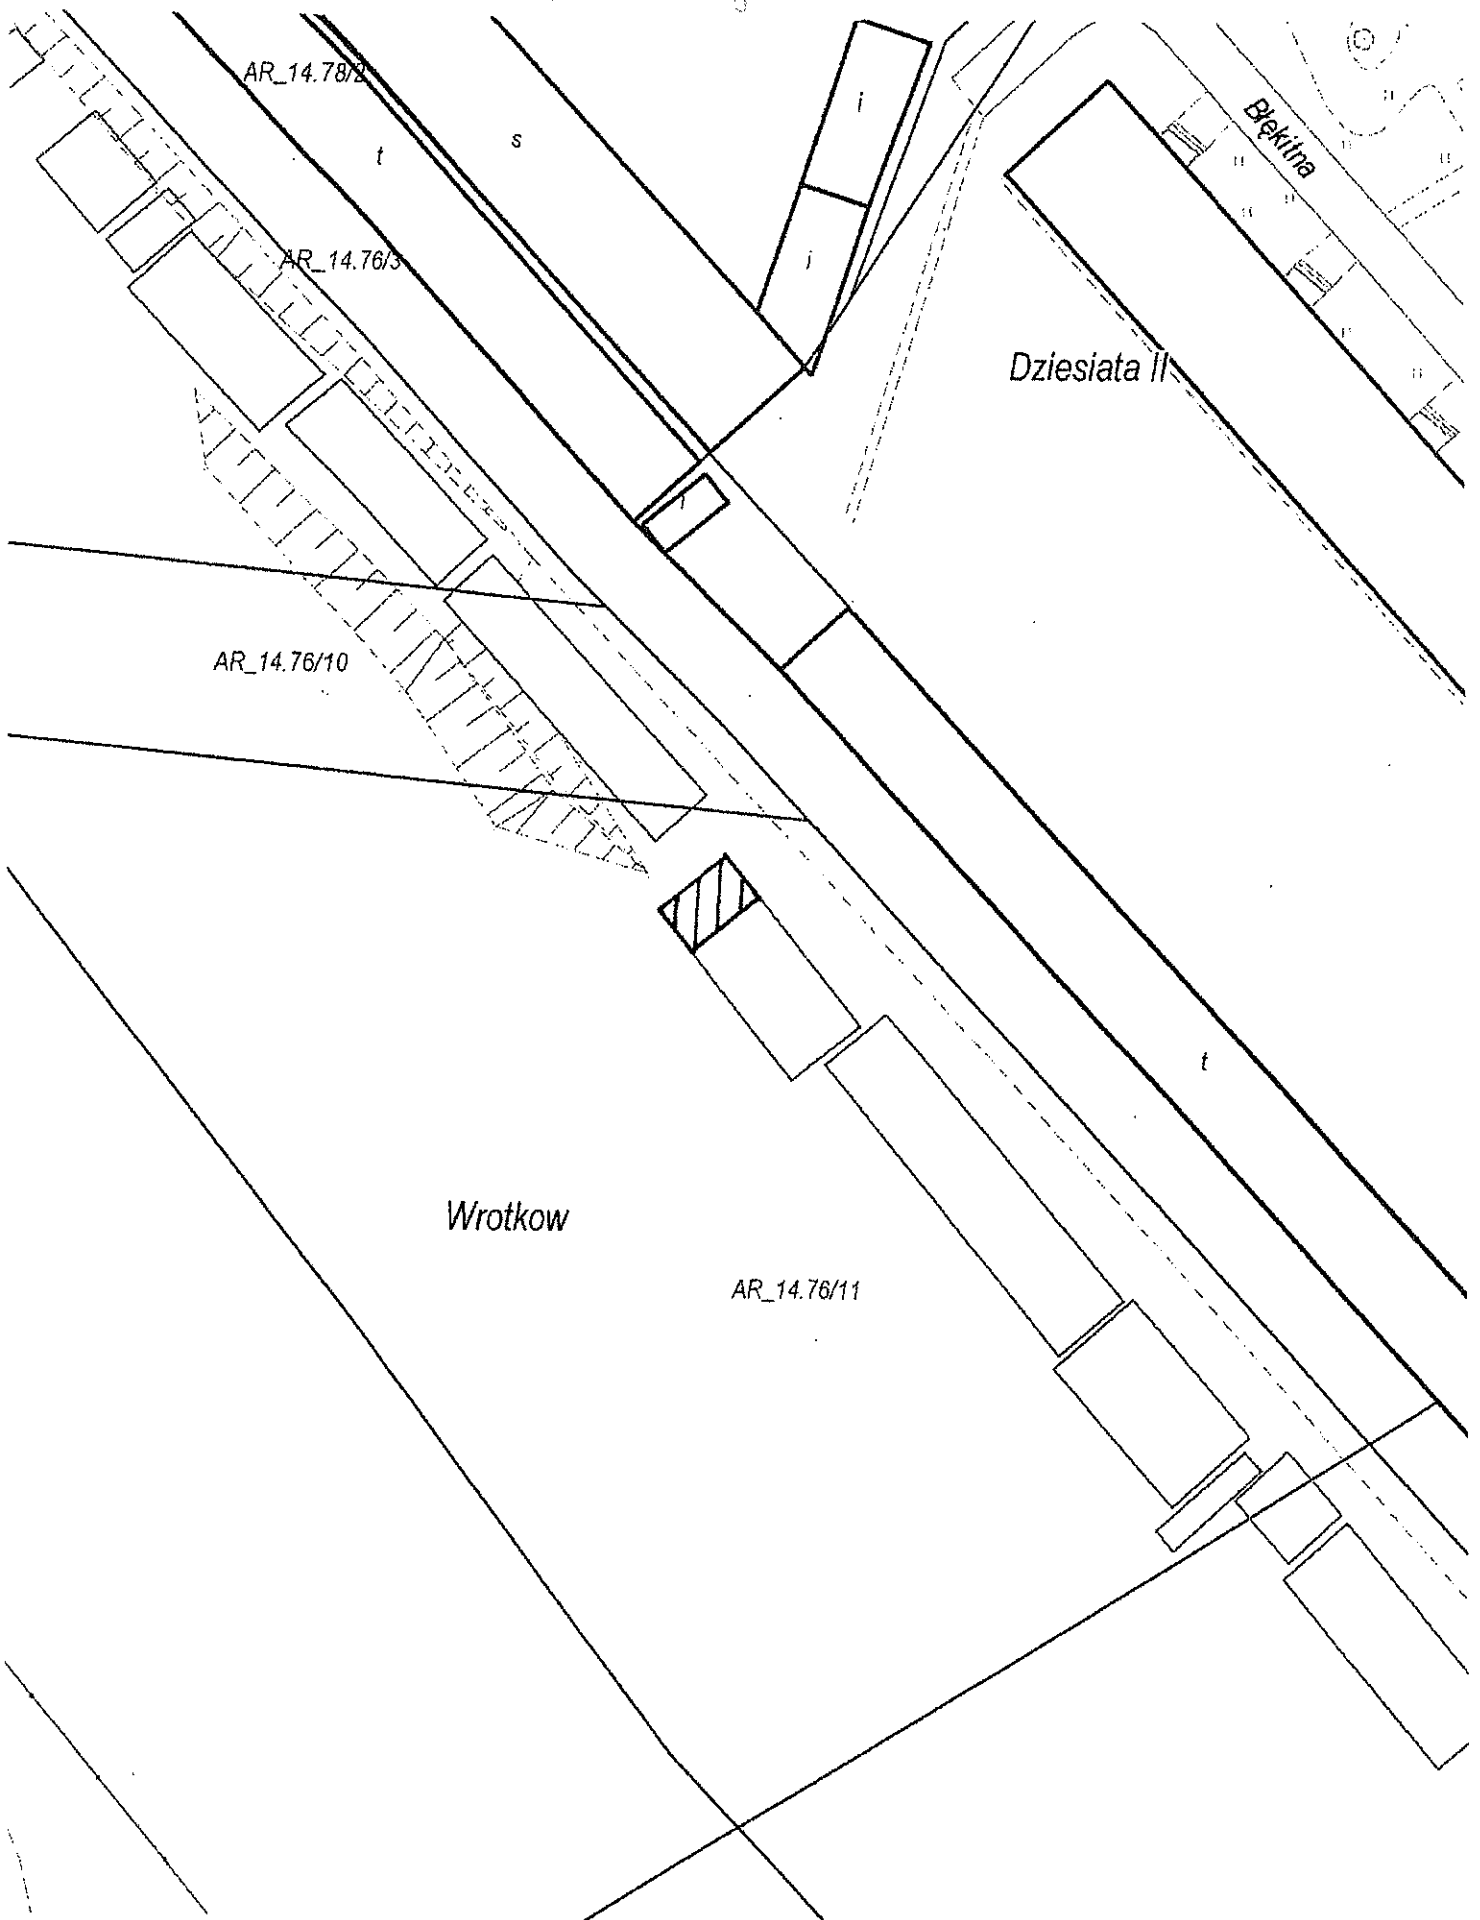 AR_14.78/2
i
Błękitna
t
s
AR_14.76/3
i
Dziesiata II
AR_14.76/10
t
Wrotkow
AR_14.76/11